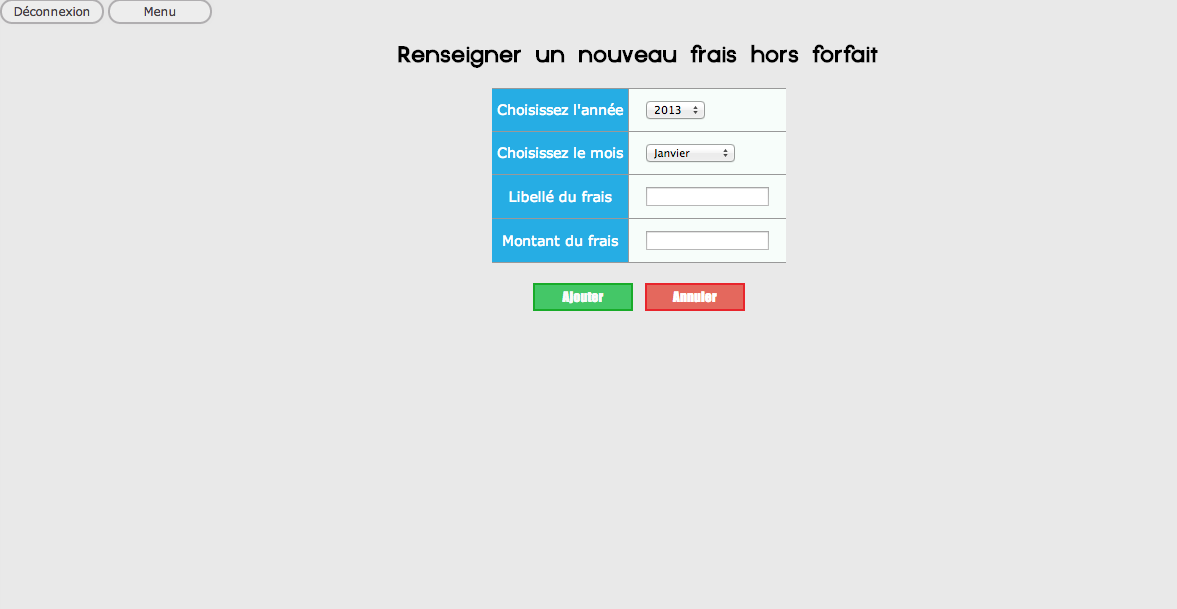 Déconnexion Menu
Renseigner un nouveau frais hors forfait
Choisissez l'année 2013
Choisissez le mois Janvier
Libellé du frais
Montant du frais
Ajouter Annuler